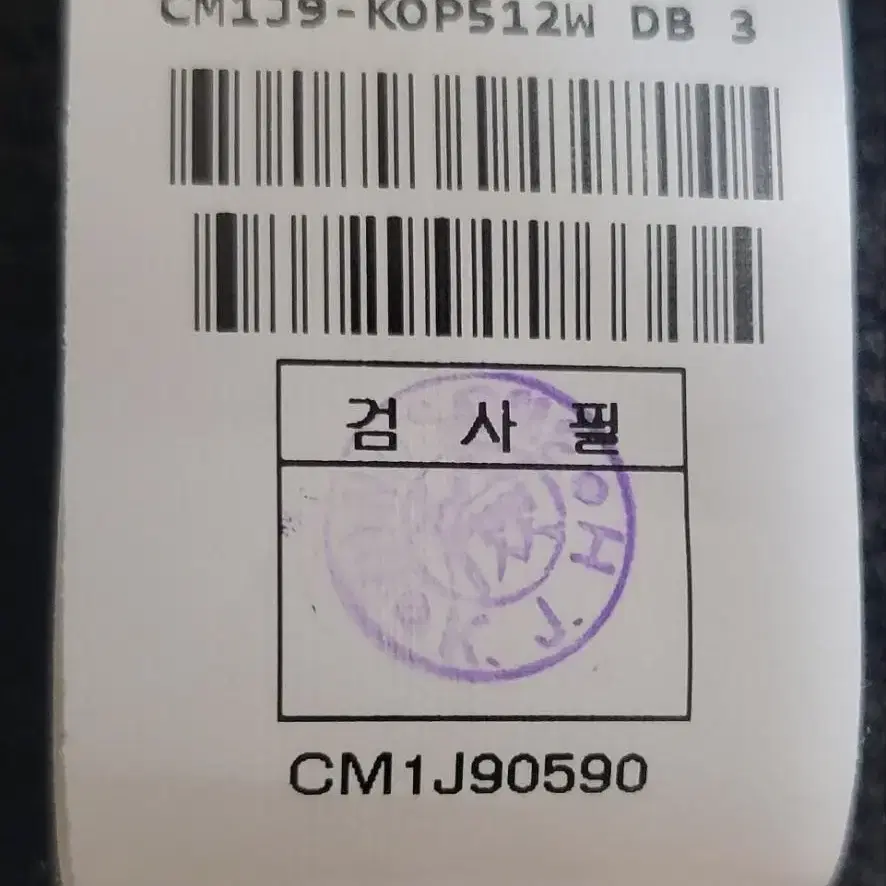 CM1J9-KOP512W DB 3
검 사 필
K.J.H
CM1J90590